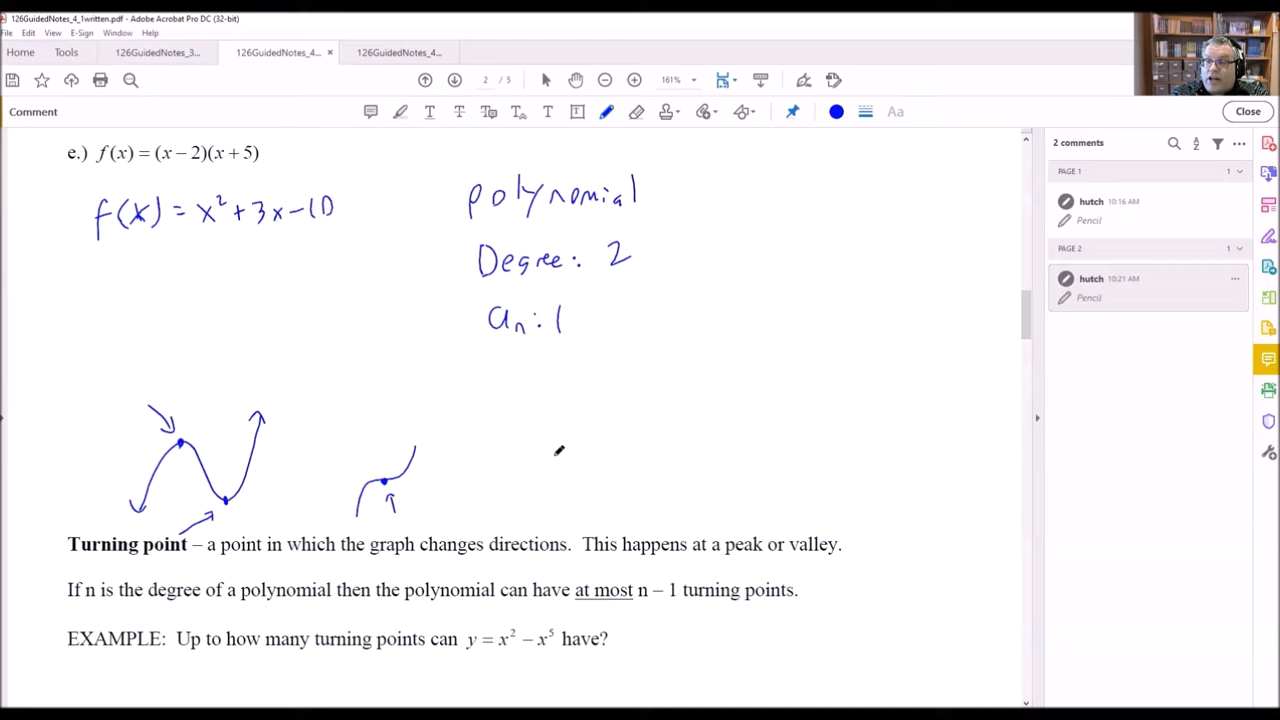 126GuidedNotes_4_1written.pdf - Adobe Acrobat Pro DC (32-bit)
File Edit View E-Sign Window Help
Home Tools 126GuidedNotes_3... 126GuidedNotes_4... × 126GuidedNotes_4...
2 / 5 161%
Comment T T T T Aa Close
2 comments
PAGE 1 1
hutch 10:16 AM
Pencil
PAGE 2 1
hutch 10:21 AM
Pencil
e.) f(x) = (x − 2)(x + 5)
f(x) = x² + 3x - 10
polynomial
Degree: 2
aₙ: 1
Turning point – a point in which the graph changes directions. This happens at a peak or valley.
If n is the degree of a polynomial then the polynomial can have at most n – 1 turning points.
EXAMPLE: Up to how many turning points can y = x² − x⁵ have?